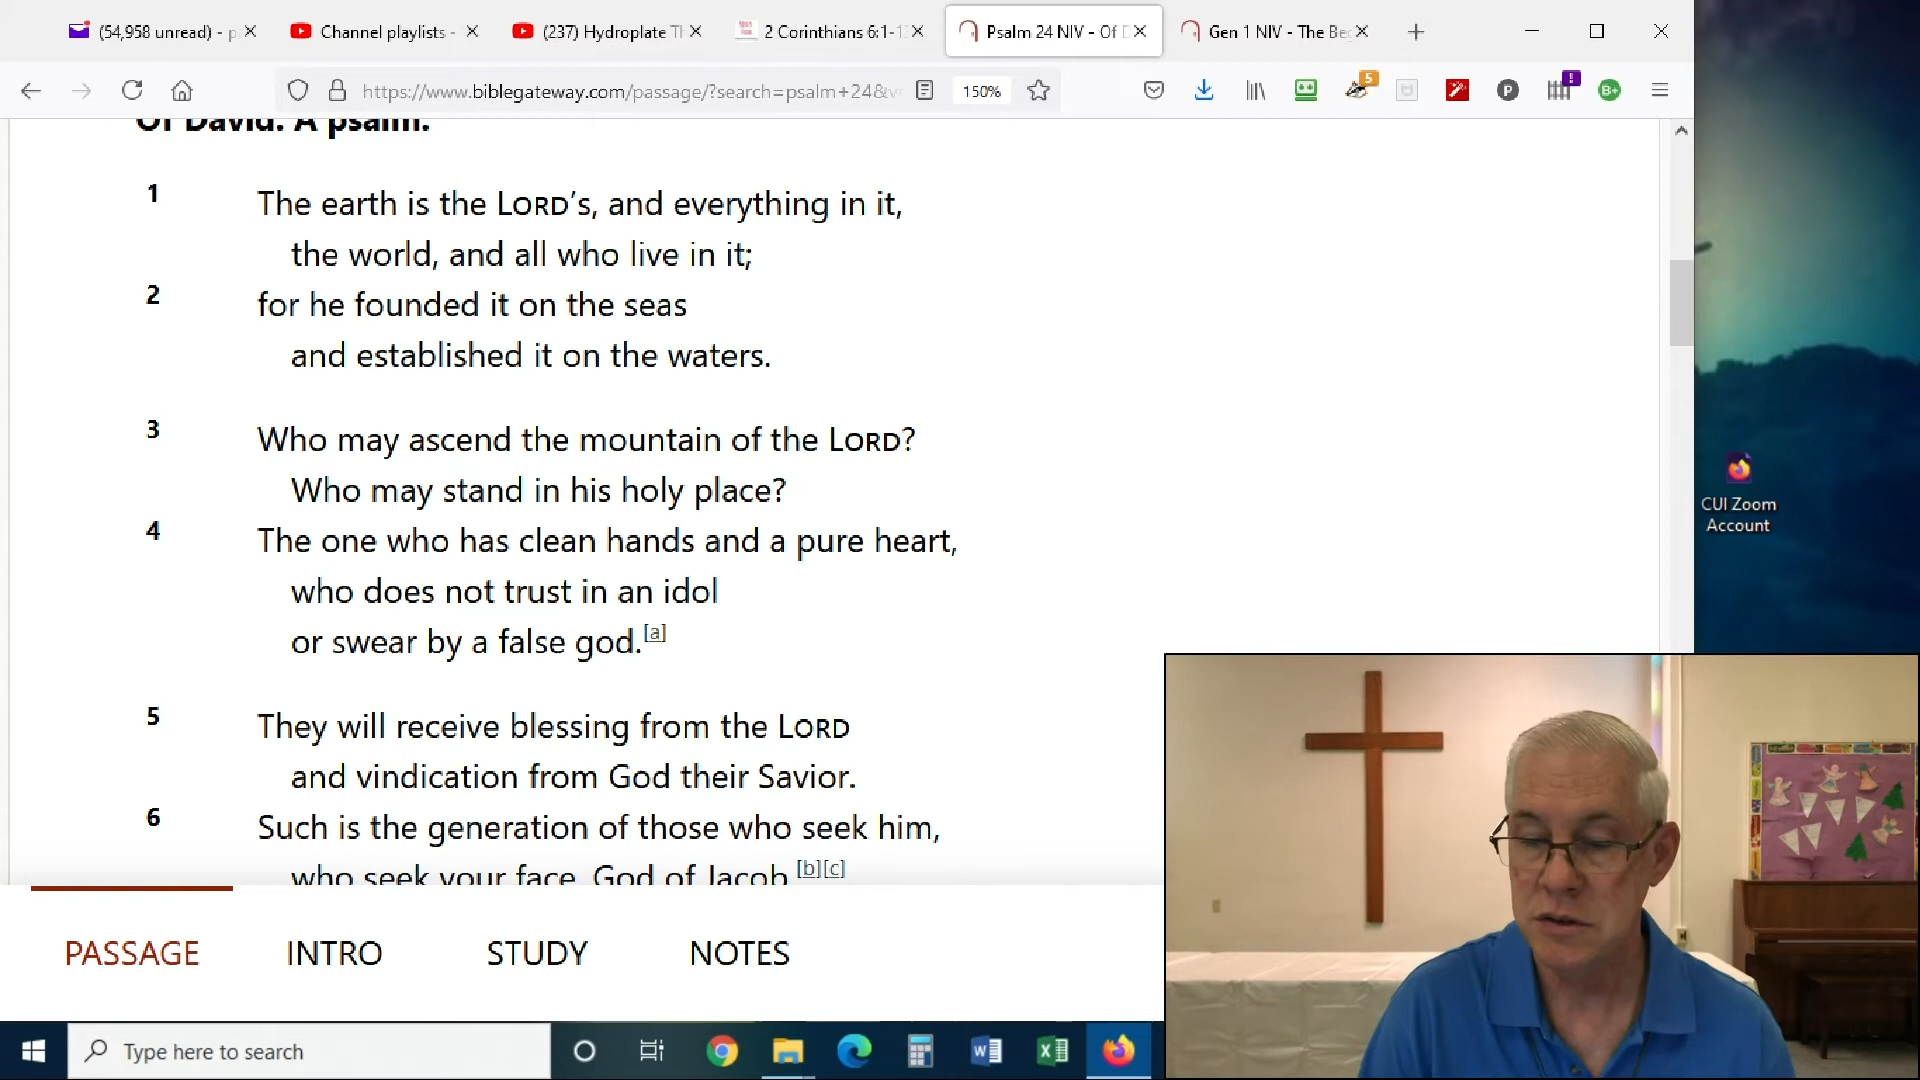 (54,958 unread) - p
Channel playlists -
(237) Hydroplate Th
2 Corinthians 6:1-1
Psalm 24 NIV - Of D
Gen 1 NIV - The Beg
https://www.biblegateway.com/passage/?search=psalm+24&v
150%
5
!
P
B+
Of David. A psalm.
1 The earth is the LORD’s, and everything in it,
the world, and all who live in it;
2 for he founded it on the seas
and established it on the waters.
3 Who may ascend the mountain of the LORD?
Who may stand in his holy place?
4 The one who has clean hands and a pure heart,
who does not trust in an idol
or swear by a false god.[a]
5 They will receive blessing from the LORD
and vindication from God their Savior.
6 Such is the generation of those who seek him,
who seek your face, God of Jacob.[b][c]
PASSAGE INTRO STUDY NOTES
CUI Zoom
Account
Type here to search